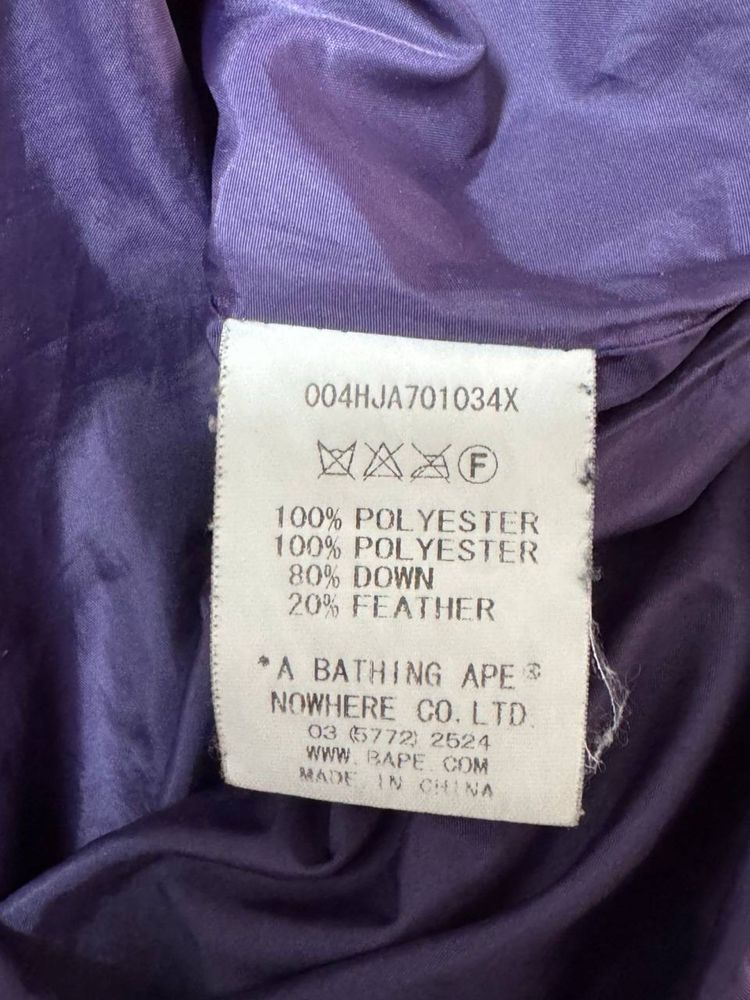 004HJA701034X
F
100% POLYESTER
100% POLYESTER
80% DOWN
20% FEATHER
*A BATHING APE®
NOWHERE CO. LTD.
03 (5772) 2524
WWW. BAPE. COM
MADE IN CHINA